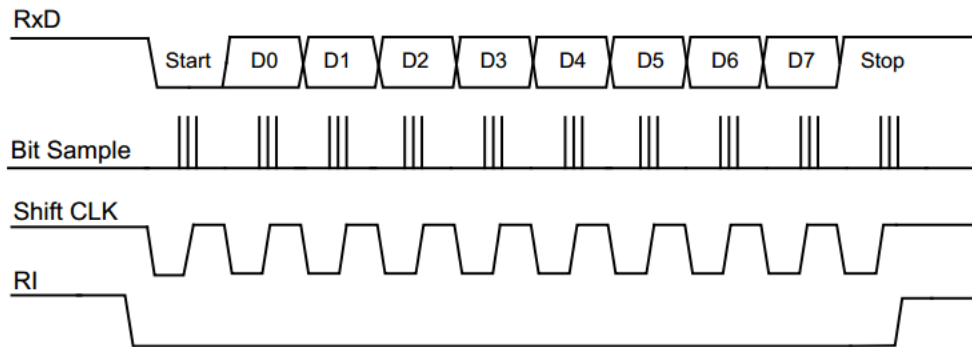 RxD
Start D0 D1 D2 D3 D4 D5 D6 D7 Stop
Bit Sample
Shift CLK
RI